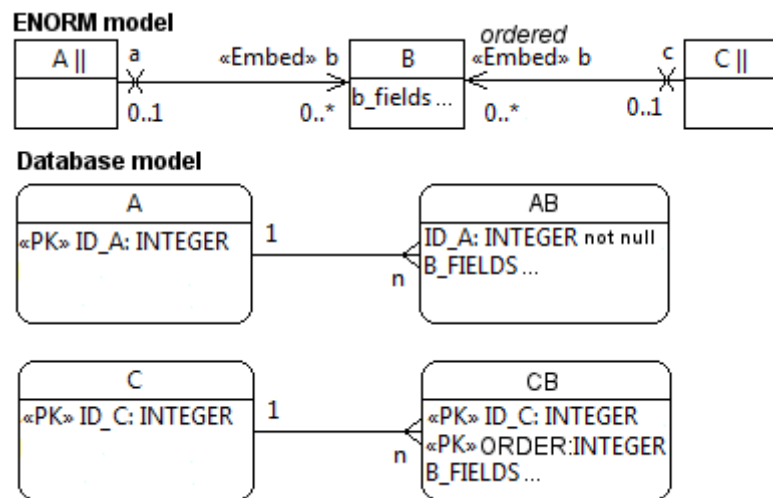 ENORM model
ordered
A || a «Embed» b B «Embed» b c C ||
0..1 0..* b_fields ... 0..* 0..1
Database model
A AB
«PK» ID_A: INTEGER 1 ID_A: INTEGER not null
n B_FIELDS ...
C CB
«PK» ID_C: INTEGER 1 «PK» ID_C: INTEGER
«PK» ORDER:INTEGER
n B_FIELDS ...